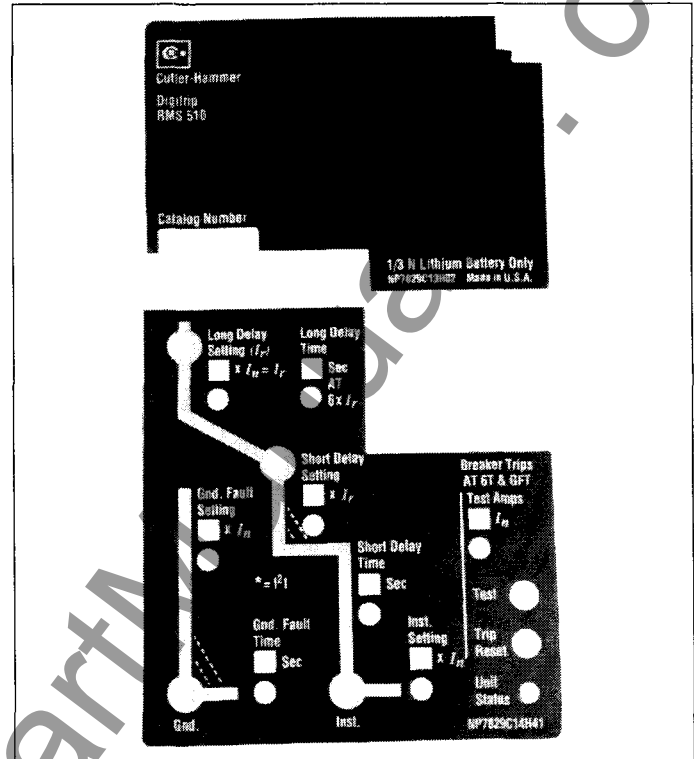 Cutler-Hammer
Digitrip
RMS 510
Catalog Number
1/3 N Lithium Battery Only
NP7829C13H02 Made in U.S.A.
Long Delay
Setting (Ir)
x In = Ir
Long Delay
Time
Sec
AT
6 x Ir
Short Delay
Setting
x Ir
Gnd. Fault
Setting
x In
* = I²t
Short Delay
Time
Sec
Gnd. Fault
Time
Sec
Inst.
Setting
x In
Breaker Trips
AT 6T & GFT
Test Amps
In
Test
Trip
Reset
Unit
Status
Gnd.
Inst.
NP7829C14H41